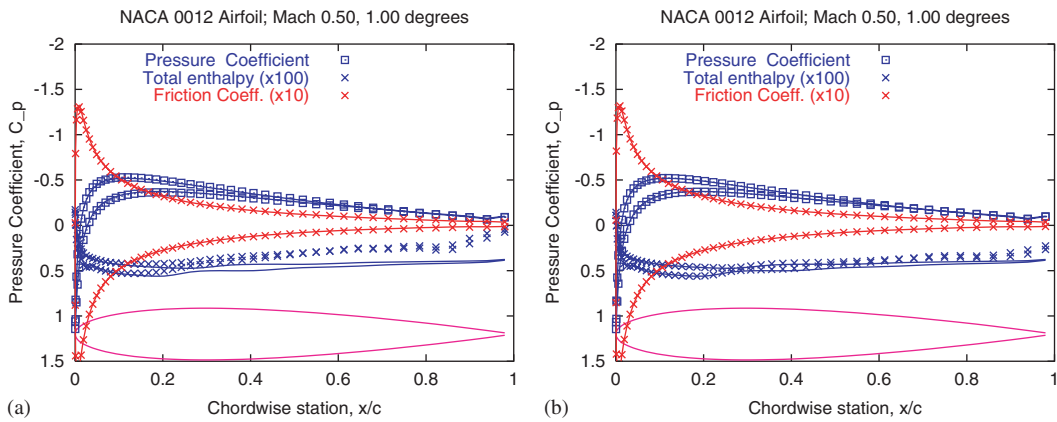 NACA 0012 Airfoil; Mach 0.50, 1.00 degrees
-2
-1.5
-1
-0.5
0
0.5
1
1.5
Pressure Coefficient, C_p
Pressure Coefficient
Total enthalpy (x100)
Friction Coeff. (x10)
0 0.2 0.4 0.6 0.8 1
Chordwise station, x/c
(a)
NACA 0012 Airfoil; Mach 0.50, 1.00 degrees
-2
-1.5
-1
-0.5
0
0.5
1
1.5
Pressure Coefficient, C_p
Pressure Coefficient
Total enthalpy (x100)
Friction Coeff. (x10)
0 0.2 0.4 0.6 0.8 1
Chordwise station, x/c
(b)